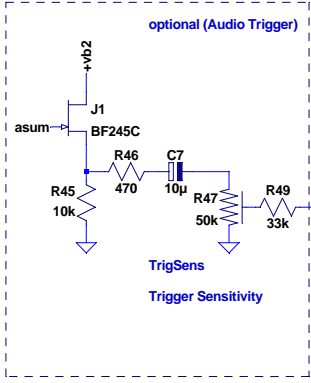 optional (Audio Trigger)
+vb2
J1
asum
BF245C
R46
C7
R45
470
10µ
R47
R49
10k
50k
33k
TrigSens
Trigger Sensitivity